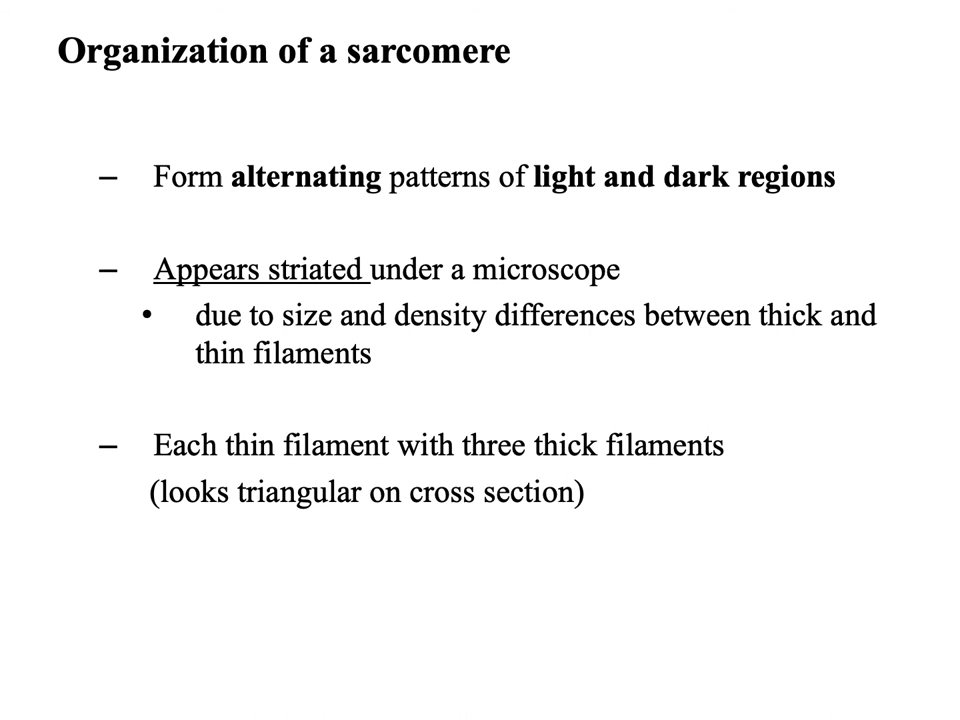 Organization of a sarcomere
– Form alternating patterns of light and dark regions
– Appears striated under a microscope
• due to size and density differences between thick and
thin filaments
– Each thin filament with three thick filaments
(looks triangular on cross section)